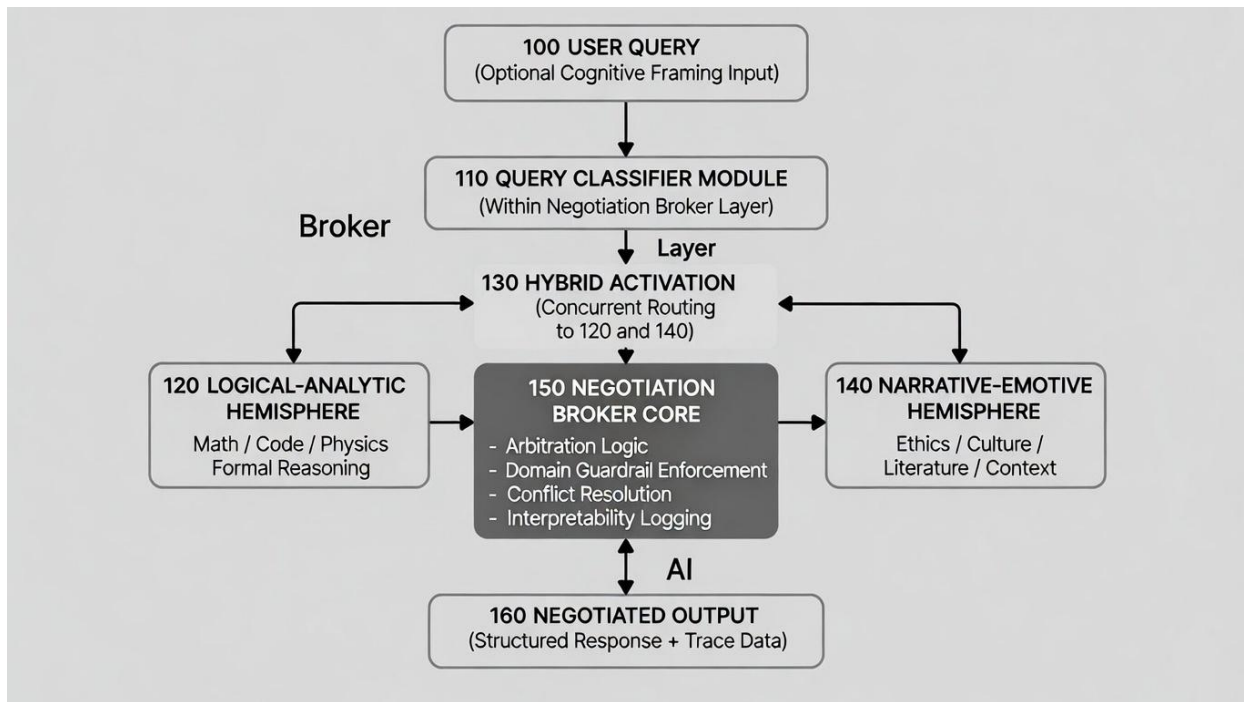 100 USER QUERY
(Optional Cognitive Framing Input)
110 QUERY CLASSIFIER MODULE
(Within Negotiation Broker Layer)
Broker
Layer
130 HYBRID ACTIVATION
(Concurrent Routing
to 120 and 140)
120 LOGICAL-ANALYTIC
HEMISPHERE
Math / Code / Physics
Formal Reasoning
150 NEGOTIATION
BROKER CORE
- Arbitration Logic
- Domain Guardrail Enforcement
- Conflict Resolution
- Interpretability Logging
140 NARRATIVE-EMOTIVE
HEMISPHERE
Ethics / Culture /
Literature / Context
AI
160 NEGOTIATED OUTPUT
(Structured Response + Trace Data)